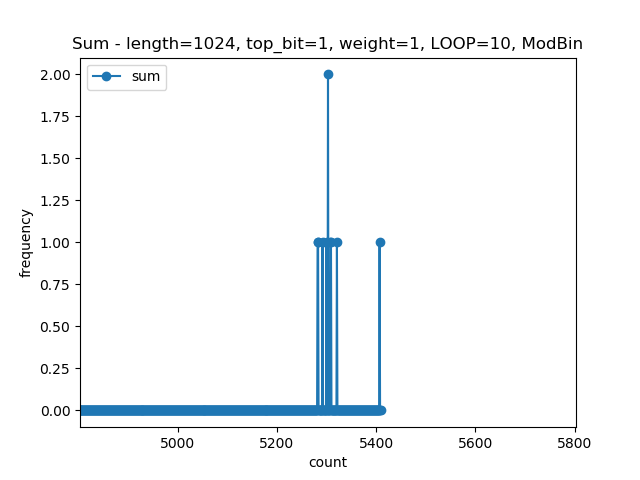 Sum - length=1024, top_bit=1, weight=1, LOOP=10, ModBin
sum
2.00
1.75
1.50
1.25
1.00
0.75
0.50
0.25
0.00
frequency
5000 5200 5400 5600 5800
count